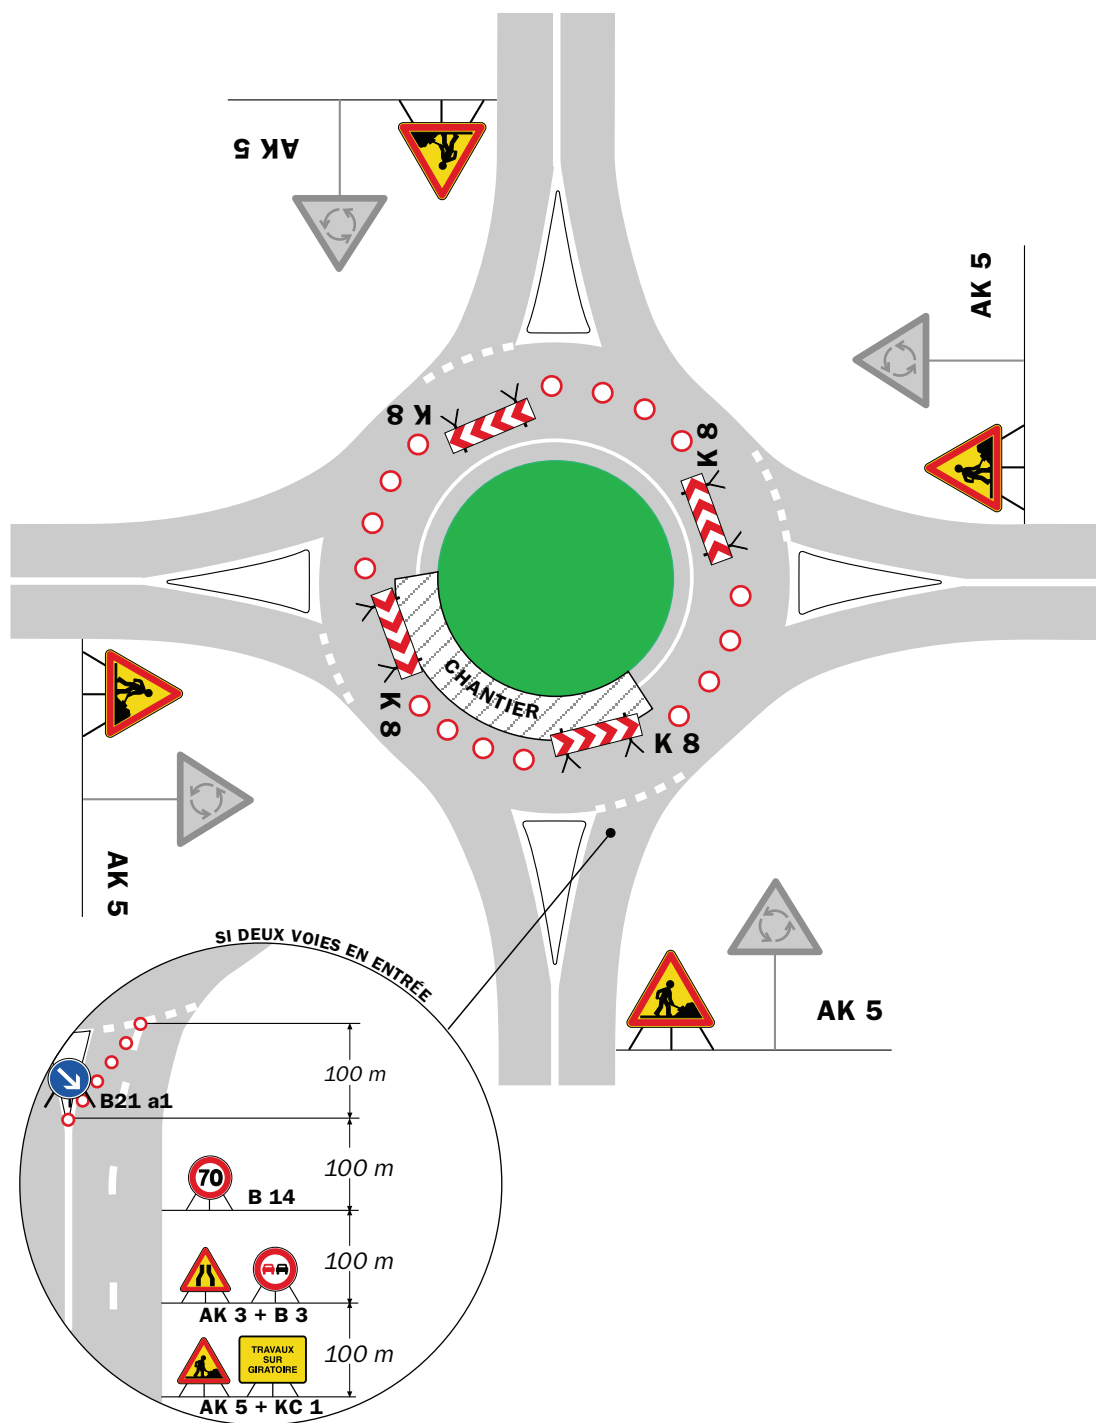 AK 5
AK 5
K 8
K 8
CHANTIER
K 8
K 8
AK 5
AK 5
SI DEUX VOIES EN ENTRÉE
100 m
B21 a1
100 m
70
B 14
100 m
AK 3 + B 3
TRAVAUX
SUR
GIRATOIRE
100 m
AK 5 + KC 1